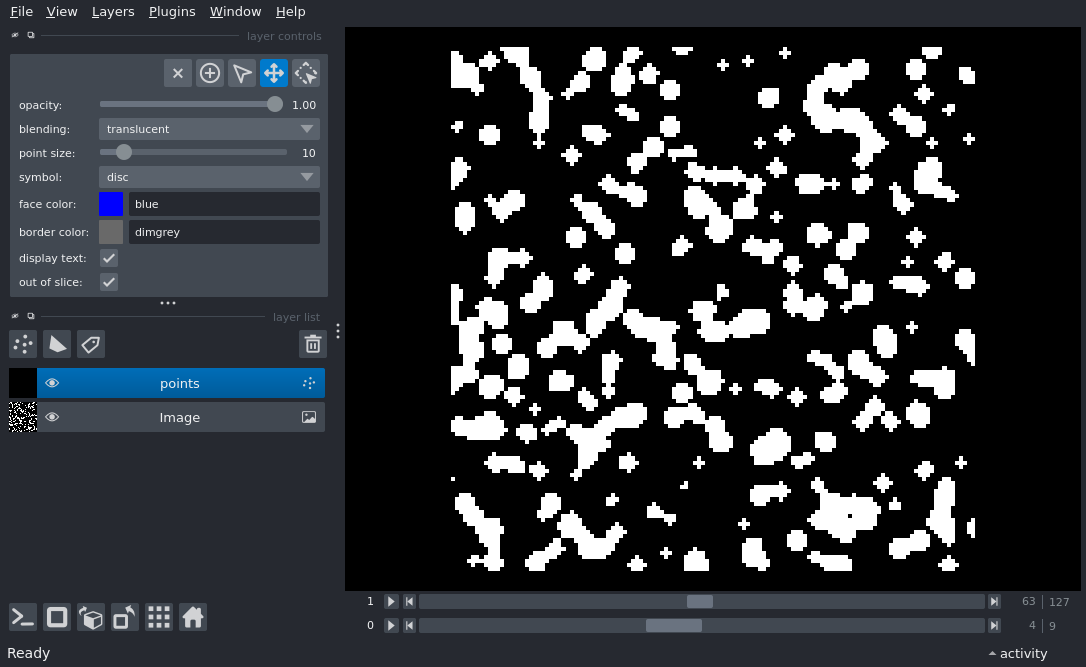 File View Layers Plugins Window Help
layer controls
opacity: 1.00
blending: translucent
point size: 10
symbol: disc
face color: blue
border color: dimgrey
display text:
out of slice:
layer list
points
Image
1 63 127
0 4 9
Ready activity